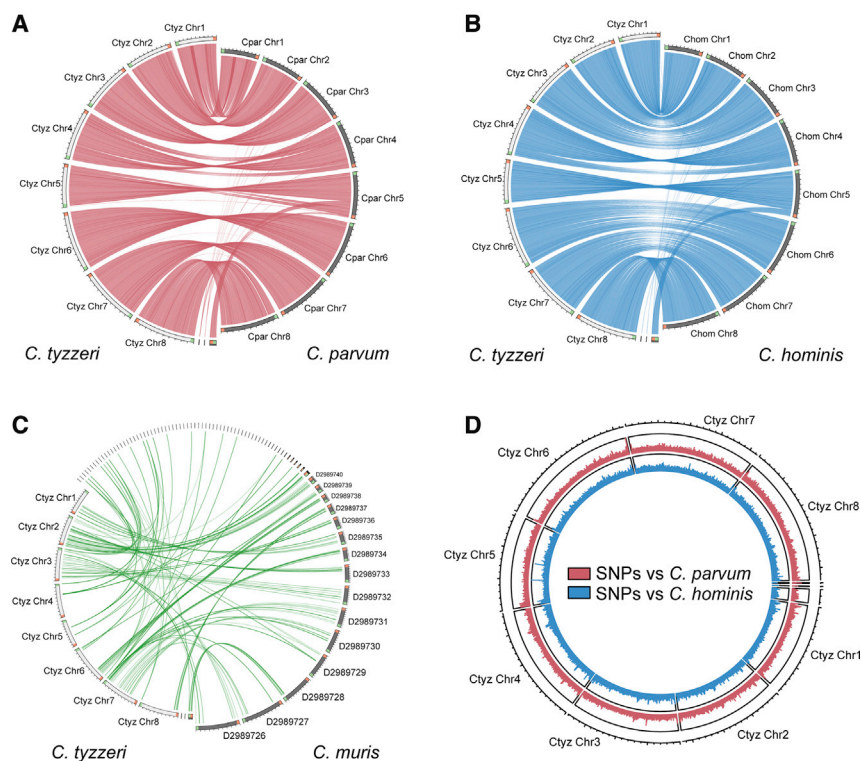 A
Ctyz Chr1
Ctyz Chr2
Ctyz Chr3
Ctyz Chr4
Ctyz Chr5
Ctyz Chr6
Ctyz Chr7
Ctyz Chr8
Cpar Chr1
Cpar Chr2
Cpar Chr3
Cpar Chr4
Cpar Chr5
Cpar Chr6
Cpar Chr7
Cpar Chr8
C. tyzzeri
C. parvum
B
Ctyz Chr1
Ctyz Chr2
Ctyz Chr3
Ctyz Chr4
Ctyz Chr5
Ctyz Chr6
Ctyz Chr7
Ctyz Chr8
Chom Chr1
Chom Chr2
Chom Chr3
Chom Chr4
Chom Chr5
Chom Chr6
Chom Chr7
Chom Chr8
C. tyzzeri
C. hominis
C
Ctyz Chr1
Ctyz Chr2
Ctyz Chr3
Ctyz Chr4
Ctyz Chr5
Ctyz Chr6
Ctyz Chr7
Ctyz Chr8
D2989740
D2989739
D2989738
D2989737
D2989736
D2989735
D2989734
D2989733
D2989732
D2989731
D2989730
D2989729
D2989728
D2989727
D2989726
C. tyzzeri
C. muris
D
Ctyz Chr7
Ctyz Chr6
Ctyz Chr8
Ctyz Chr5
SNPs vs C. parvum
SNPs vs C. hominis
Ctyz Chr1
Ctyz Chr4
Ctyz Chr2
Ctyz Chr3